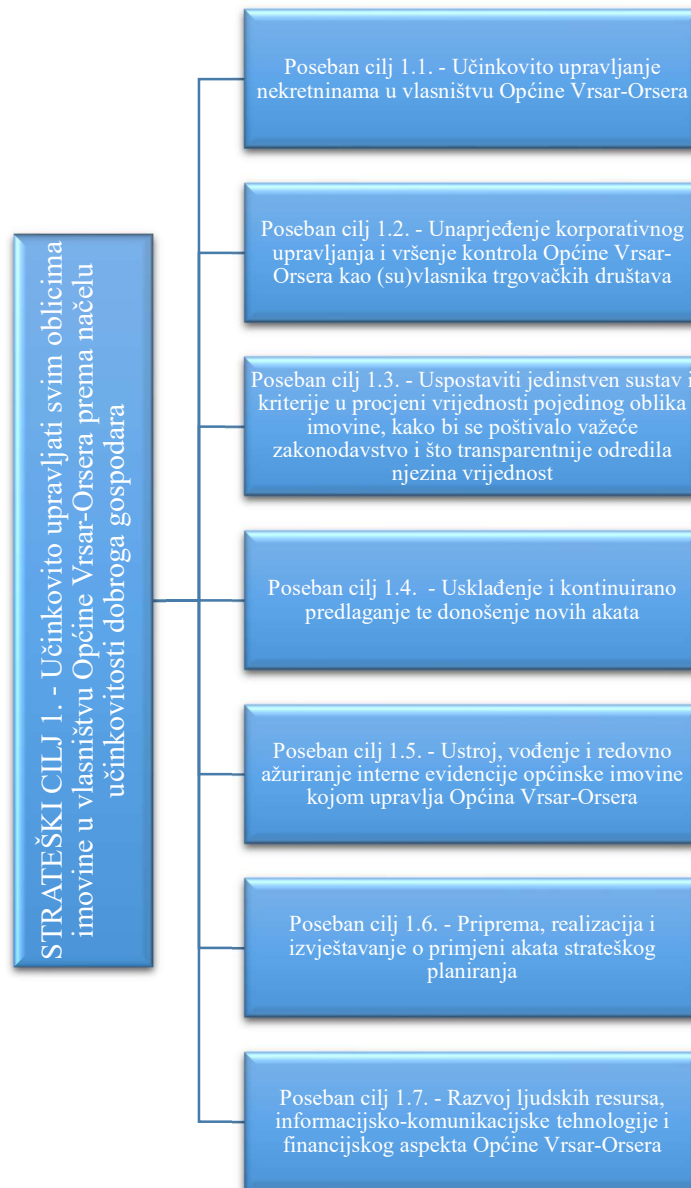 STRATEŠKI CILJ 1. - Učinkovito upravljati svim oblicima
imovine u vlasništvu Općine Vrsar-Orsera prema načelu
učinkovitosti dobroga gospodara
Poseban cilj 1.1. - Učinkovito upravljanje
nekretninama u vlasništvu Općine Vrsar-Orsera
Poseban cilj 1.2. - Unaprjeđenje korporativnog
upravljanja i vršenje kontrola Općine Vrsar-
Orsera kao (su)vlasnika trgovačkih društava
Poseban cilj 1.3. - Uspostaviti jedinstven sustav i
kriterije u procjeni vrijednosti pojedinog oblika
imovine, kako bi se poštivalo važeće
zakonodavstvo i što transparentnije odredila
njezina vrijednost
Poseban cilj 1.4. - Usklađenje i kontinuirano
predlaganje te donošenje novih akata
Poseban cilj 1.5. - Ustroj, vođenje i redovno
ažuriranje interne evidencije općinske imovine
kojom upravlja Općina Vrsar-Orsera
Poseban cilj 1.6. - Priprema, realizacija i
izvještavanje o primjeni akata strateškog
planiranja
Poseban cilj 1.7. - Razvoj ljudskih resursa,
informacijsko-komunikacijske tehnologije i
financijskog aspekta Općine Vrsar-Orsera